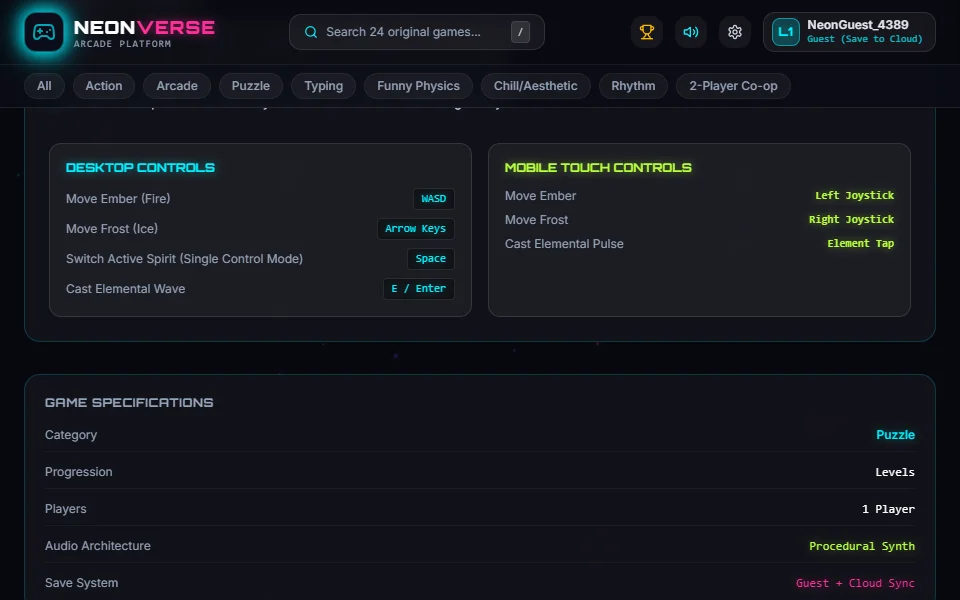 NEONVERSE
ARCADE PLATFORM
Search 24 original games... /
L1
NeonGuest_4389
Guest (Save to Cloud)
All
Action
Arcade
Puzzle
Typing
Funny Physics
Chill/Aesthetic
Rhythm
2-Player Co-op
DESKTOP CONTROLS
Move Ember (Fire) WASD
Move Frost (Ice) Arrow Keys
Switch Active Spirit (Single Control Mode) Space
Cast Elemental Wave E / Enter
MOBILE TOUCH CONTROLS
Move Ember Left Joystick
Move Frost Right Joystick
Cast Elemental Pulse Element Tap
GAME SPECIFICATIONS
Category Puzzle
Progression Levels
Players 1 Player
Audio Architecture Procedural Synth
Save System Guest + Cloud Sync